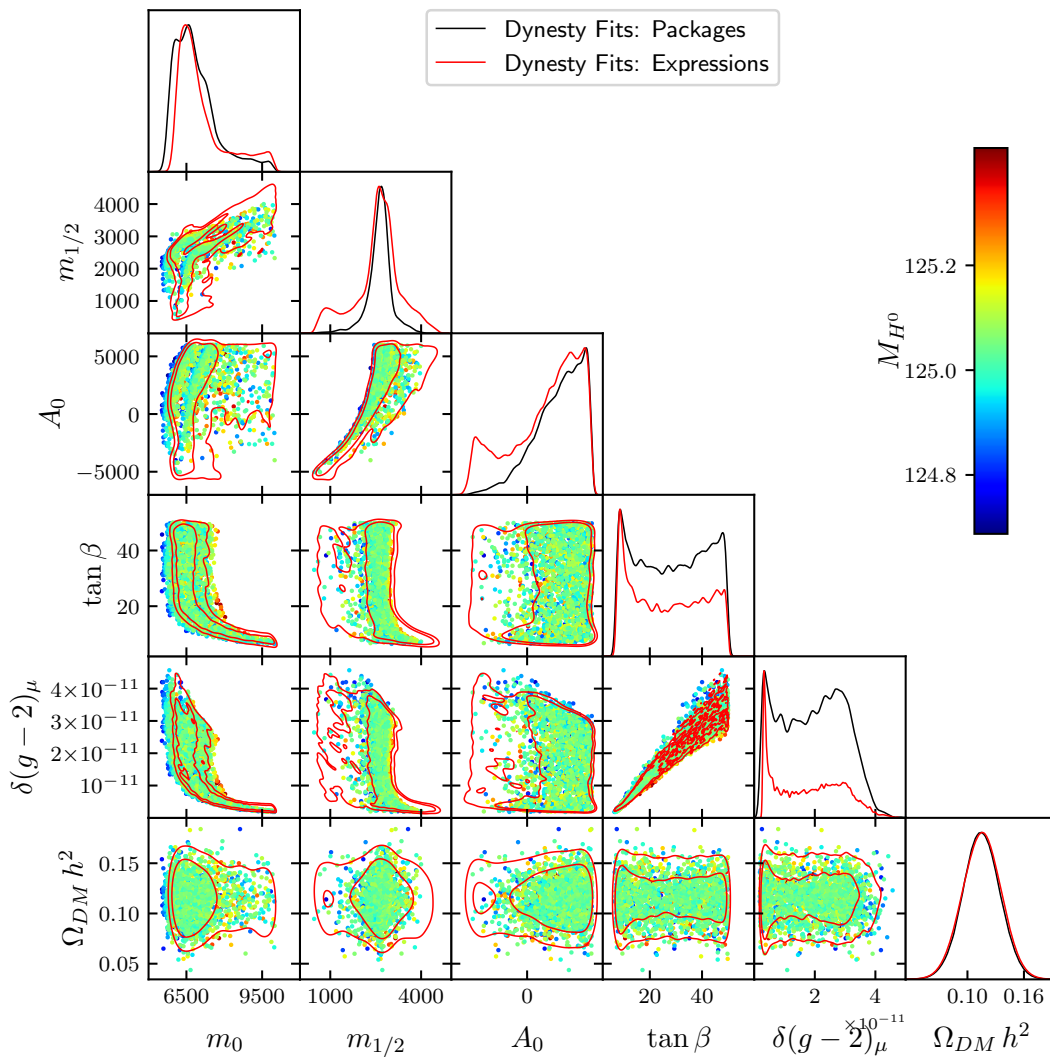 Dynesty Fits: Packages
Dynesty Fits: Expressions
125.2
125.0
124.8
M_{H^0}
4000
3000
2000
1000
m_{1/2}
5000
0
−5000
A_0
40
20
tan β
4×10^{−11}
3×10^{−11}
2×10^{−11}
10^{−11}
δ(g − 2)_μ
0.15
0.10
0.05
Ω_{DM} h^2
6500 9500 1000 4000 0 20 40 2 4 0.10 0.16
×10^{−11}
m_0 m_{1/2} A_0 tan β δ(g − 2)_μ Ω_{DM} h^2